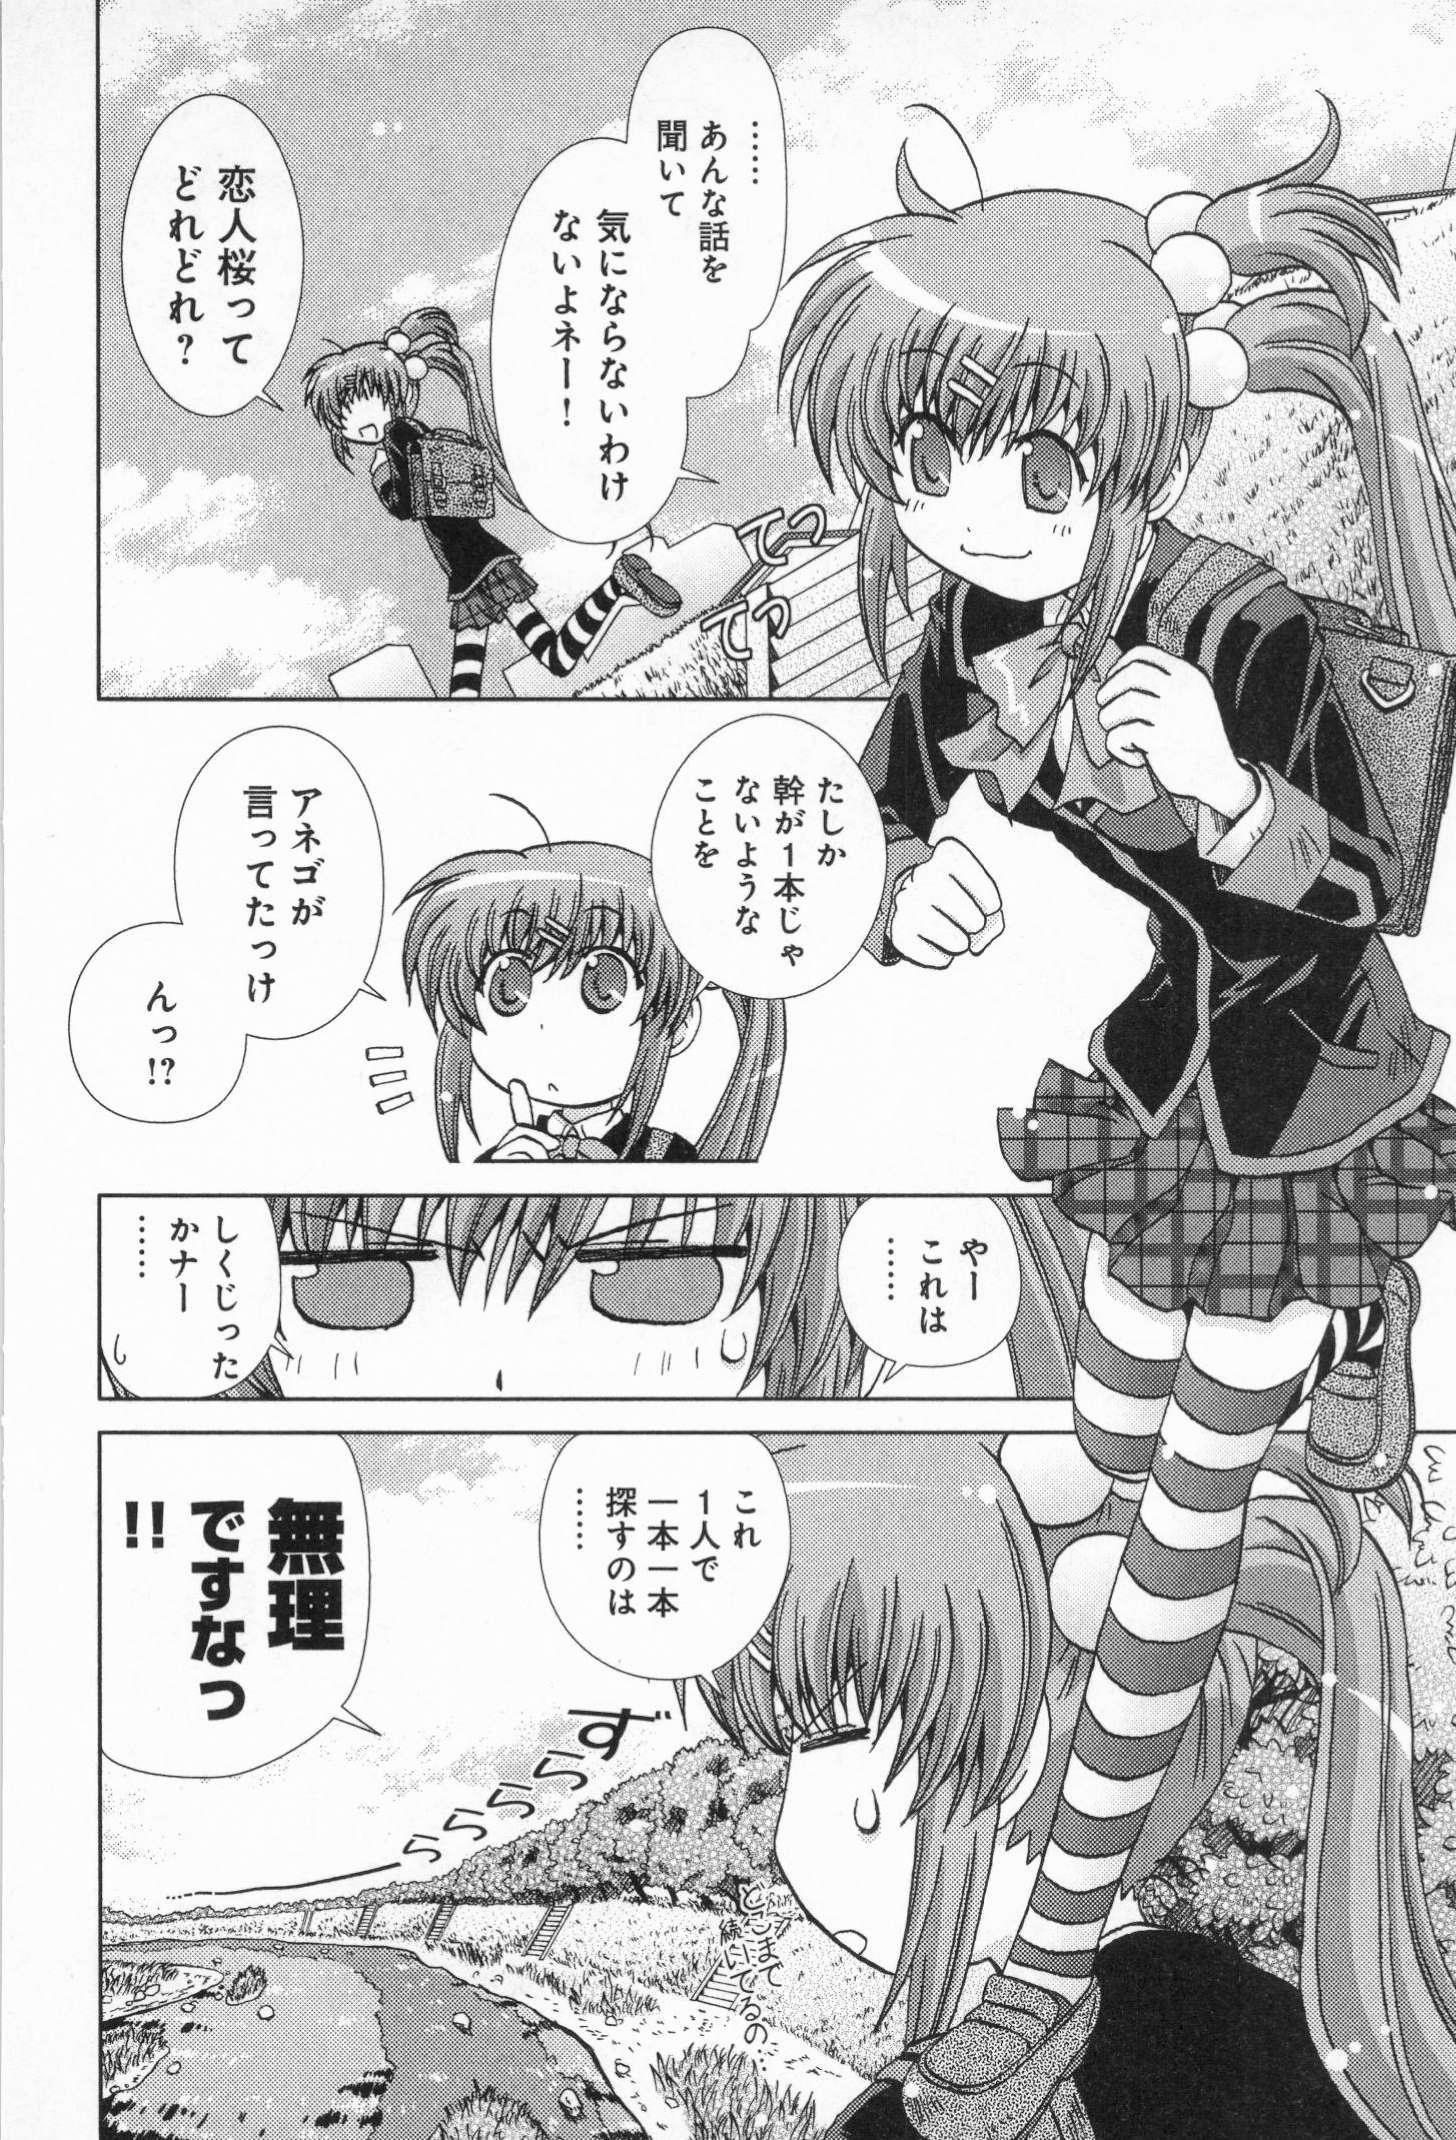 ……
あんな話を
聞いて
気にならないわけ
ないよネー！
恋人桜って
どれどれ？
てっ
てっ
たしか
幹が1本じゃ
ないような
ことを
アネゴが
言ってたっけ
んっ!?
やー
これは
……
しくじった
かナー
……
これ
1人で
一本一本
探すのは
……
無理
ですなっ
!!
ずらららららら
どこまで
続いてるの…